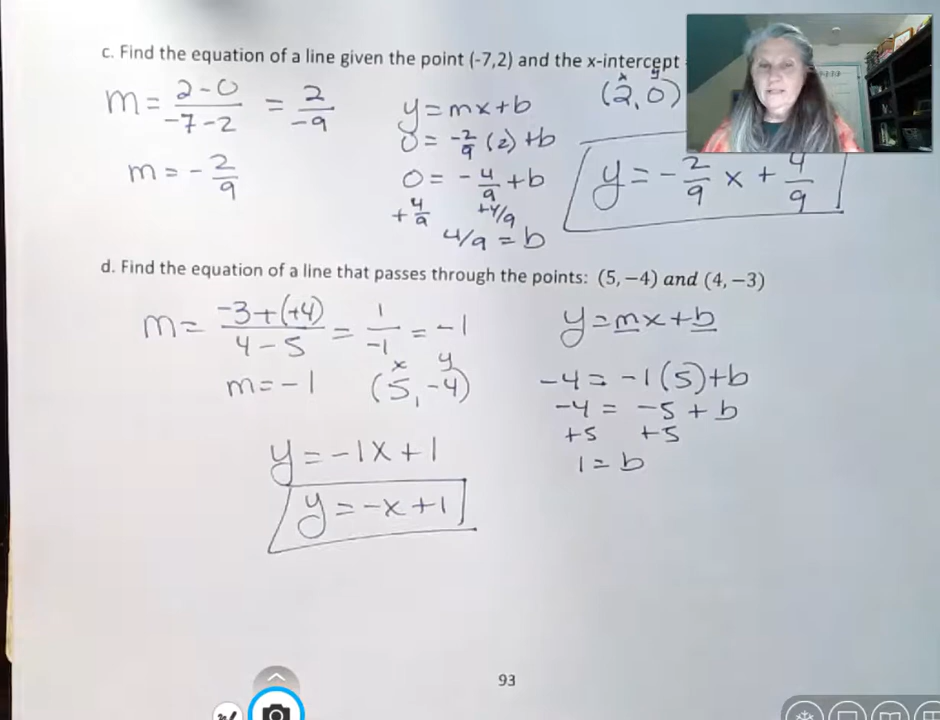 c. Find the equation of a line given the point (-7,2) and the x-intercept
m = 2-0 / -7-2 = 2 / -9
m = - 2/9
y = mx + b
0 = -2/9 (2) + b
0 = - 4/9 + b
+ 4/9 +4/9
4/9 = b
x y
(2,0)
y = - 2/9 x + 4/9
d. Find the equation of a line that passes through the points: (5, −4) and (4, −3)
m = -3+(+4) / 4-5 = 1 / -1 = -1
m = -1
x y
(5, -4)
y = -1x + 1
y = -x + 1
y = mx + b
-4 = -1(5) + b
-4 = -5 + b
+5 +5
1 = b
93